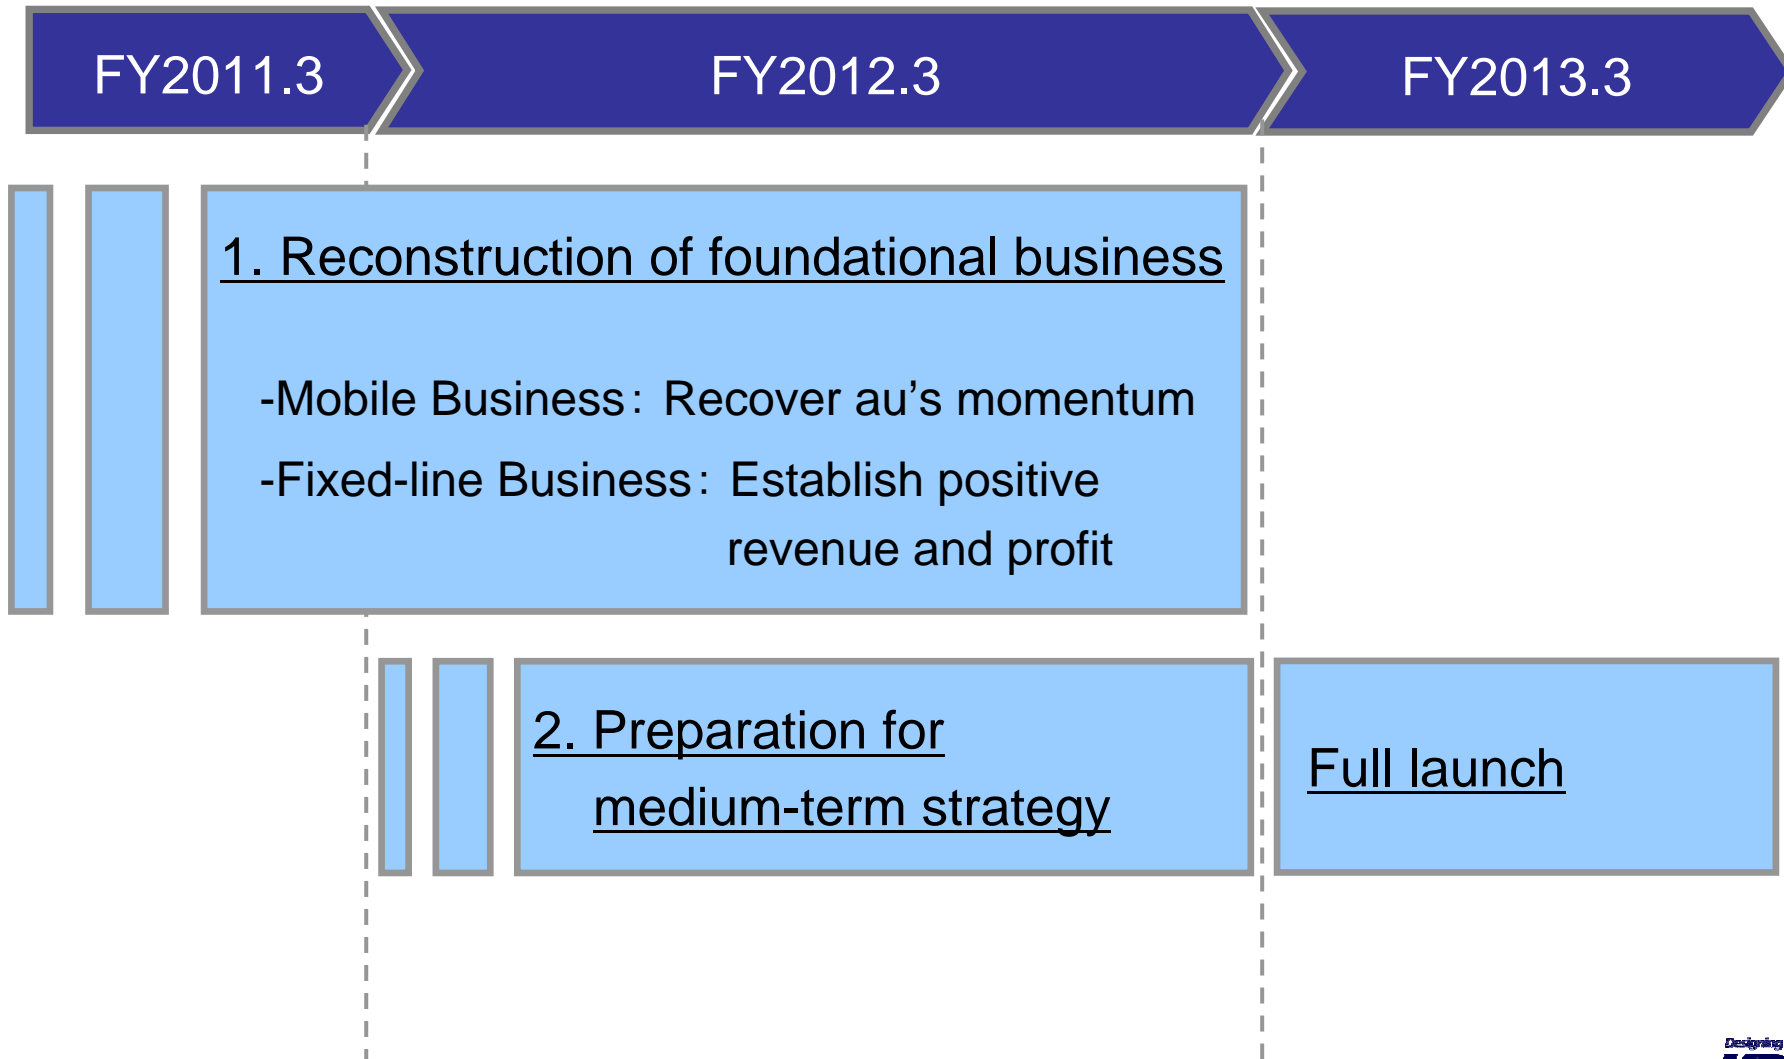 FY2011.3
FY2012.3
FY2013.3
1. Reconstruction of foundational business
-Mobile Business：Recover au’s momentum
-Fixed-line Business：Establish positive
revenue and profit
2. Preparation for
medium-term strategy
Full launch
Designing